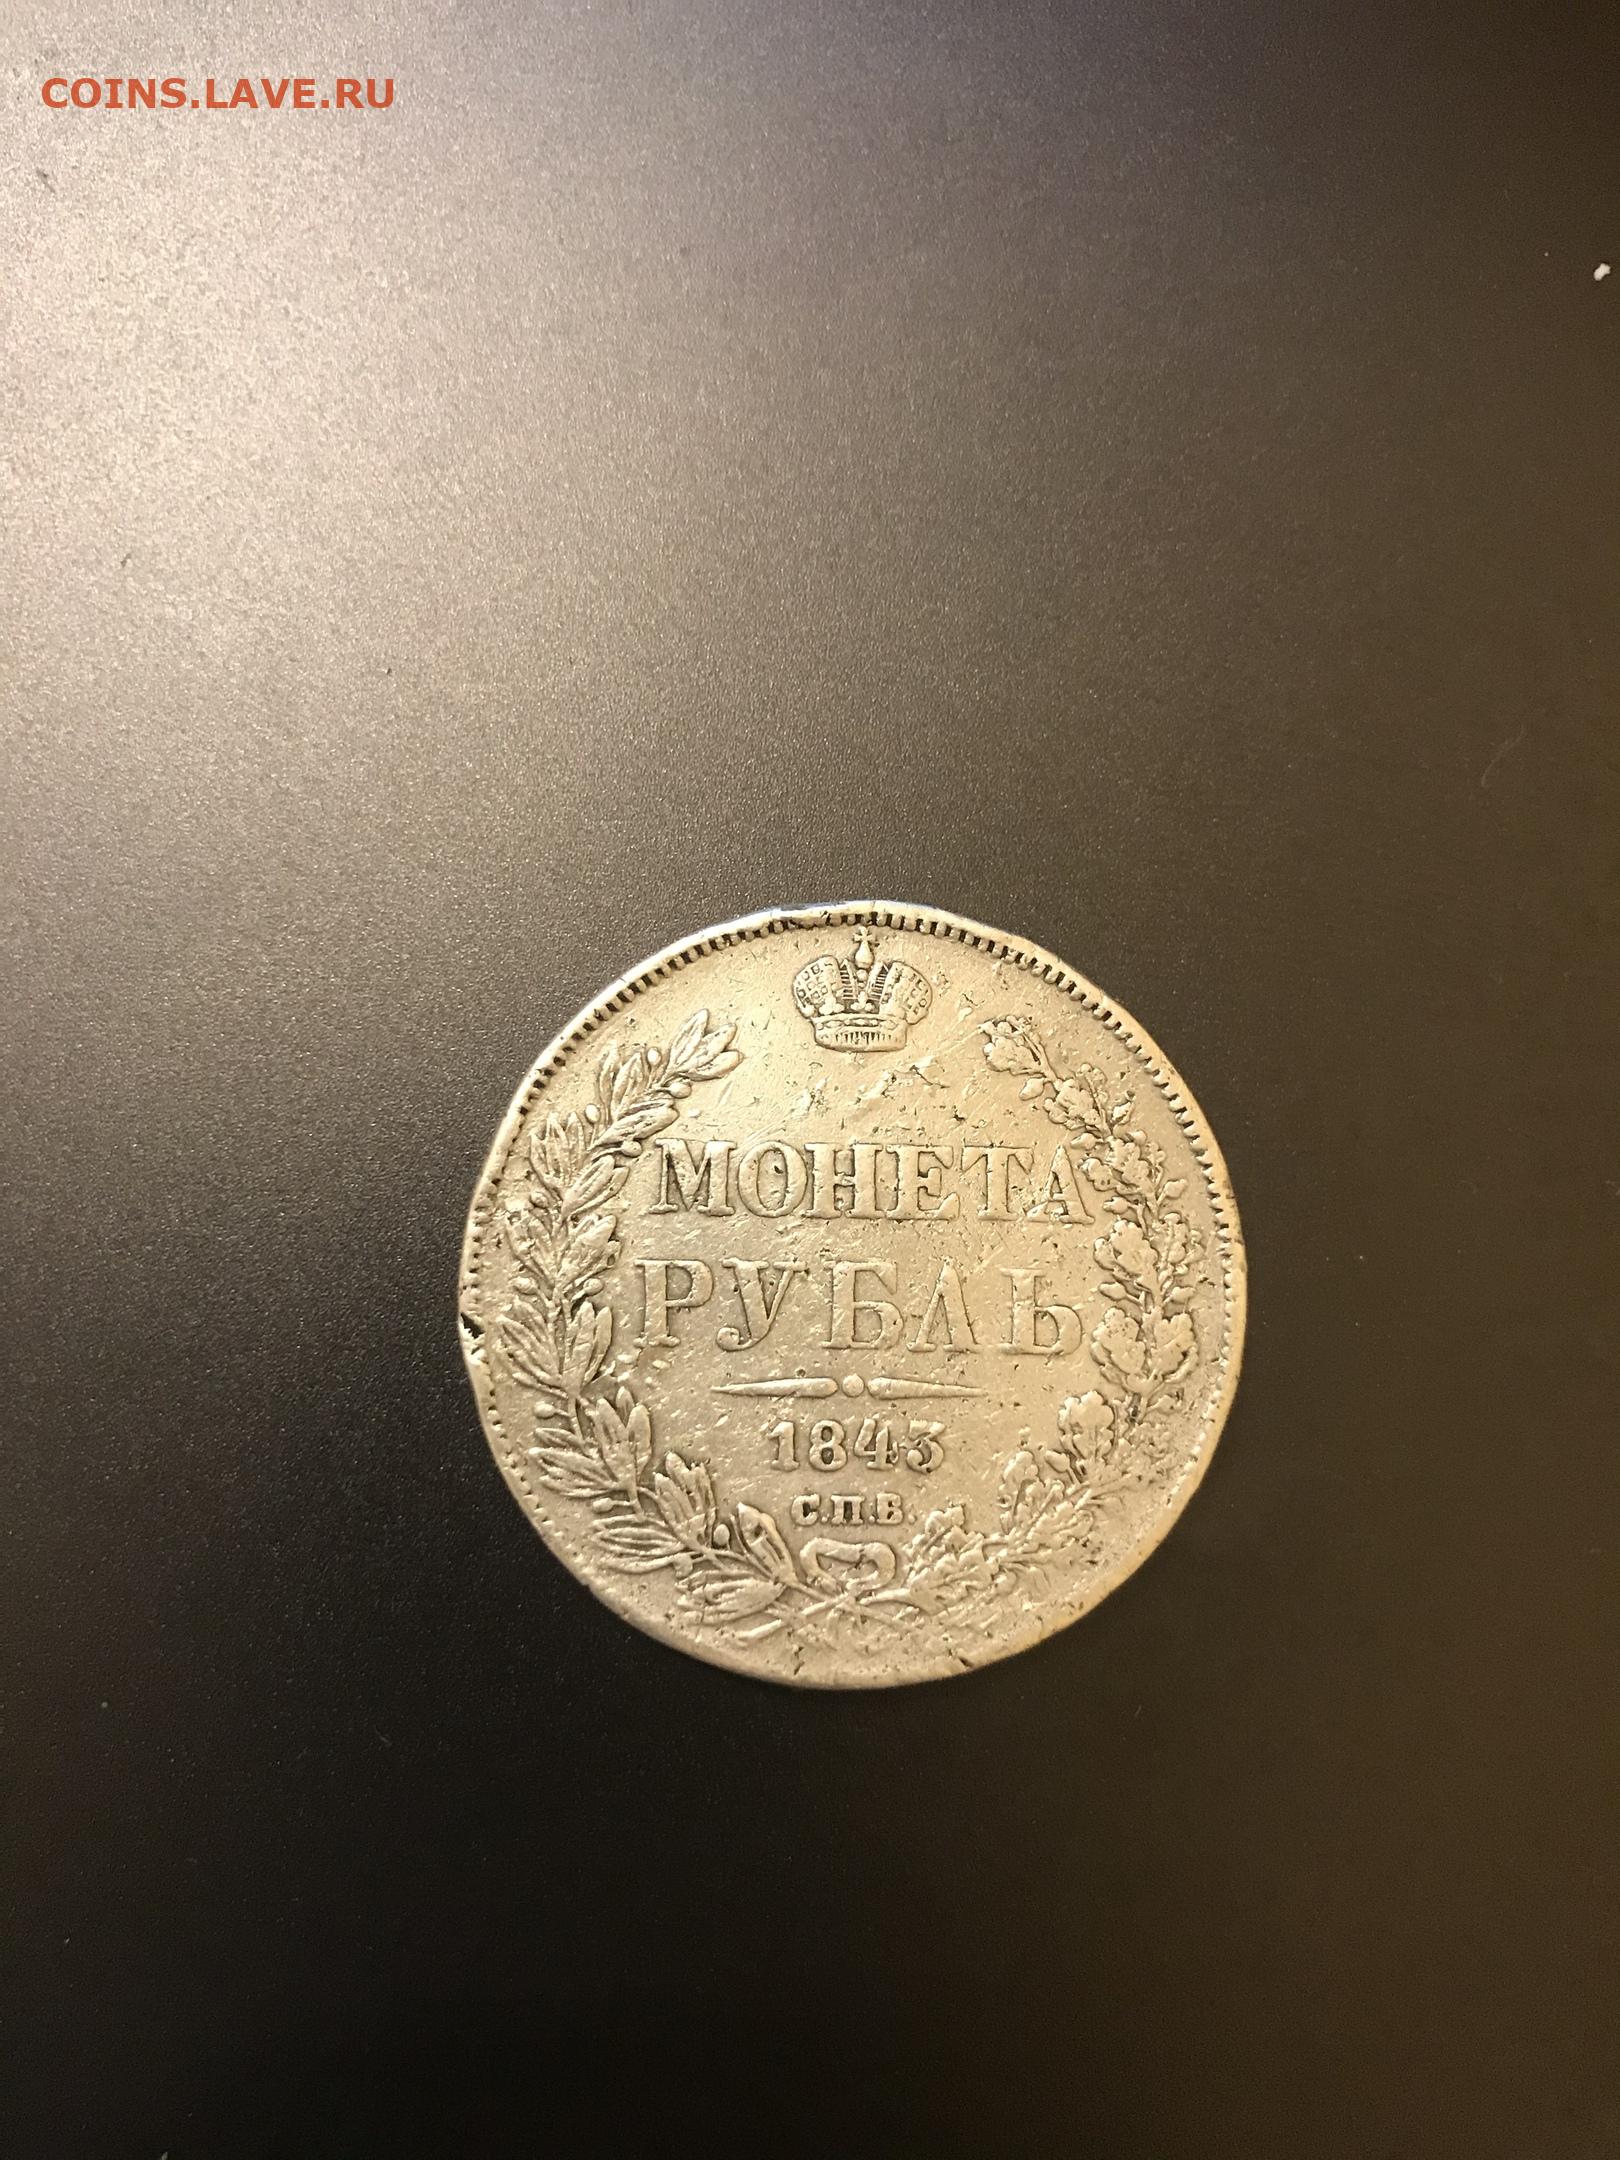 COINS.LAVE.RU
МОНЕТА
РУБЛЬ
1843
С.П.Б.